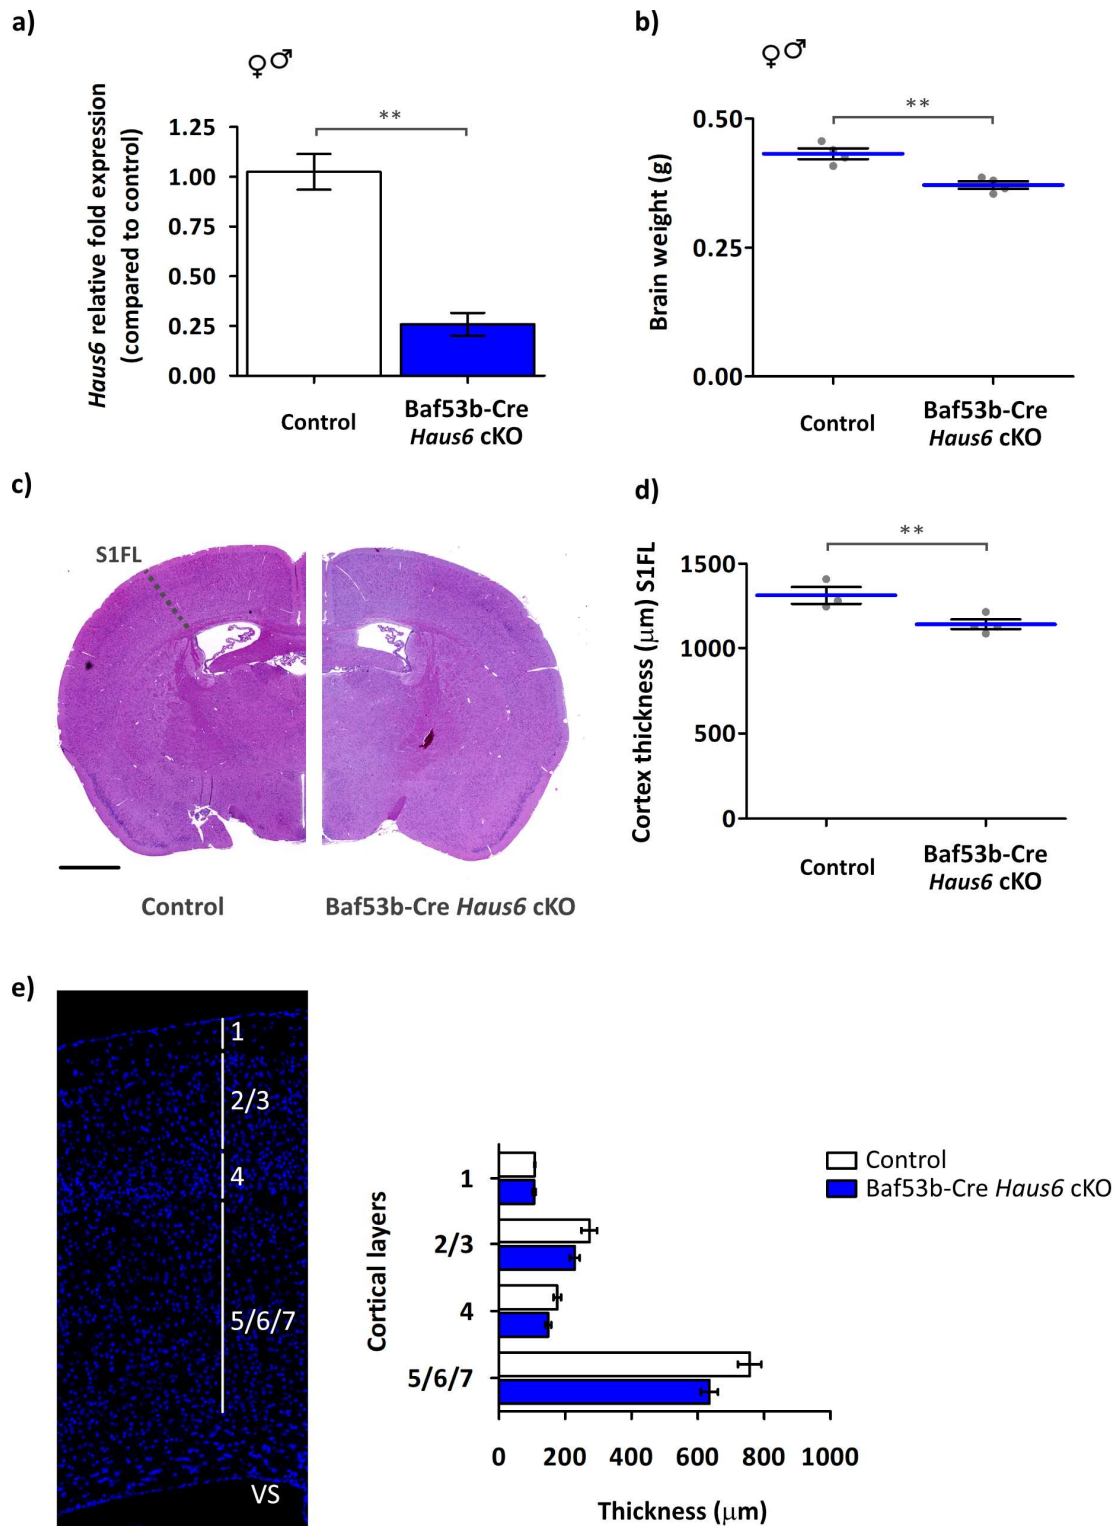 a)
♀♂
**
Haus6 relative fold expression
(compared to control)
1.25
1.00
0.75
0.50
0.25
0.00
Control
Baf53b-Cre
Haus6 cKO
b)
♀♂
**
Brain weight (g)
0.50
0.25
0.00
Control
Baf53b-Cre
Haus6 cKO
c)
S1FL
Control
Baf53b-Cre Haus6 cKO
d)
**
Cortex thickness (μm) S1FL
1500
1000
500
0
Control
Baf53b-Cre
Haus6 cKO
e)
1
2/3
4
5/6/7
VS
Cortical layers
1
2/3
4
5/6/7
0 200 400 600 800 1000
Thickness (μm)
Control
Baf53b-Cre Haus6 cKO